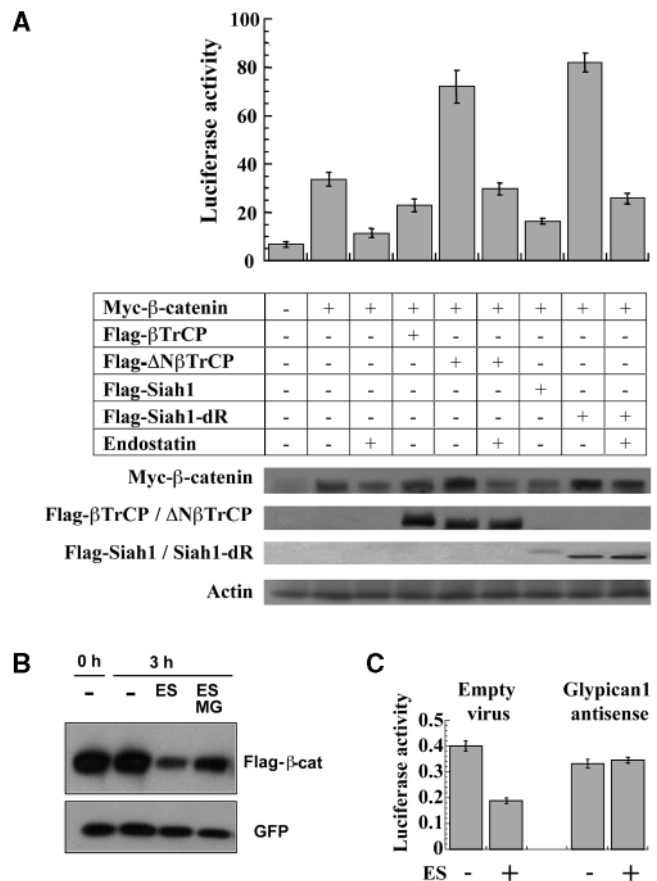 A
Luciferase activity
100
80
60
40
20
0
Myc-β-catenin - + + + + + + + +
Flag-βTrCP - - - + - - - - -
Flag-ΔNβTrCP - - - - + + - - -
Flag-Siah1 - - - - - - + - -
Flag-Siah1-dR - - - - - - - + +
Endostatin - - + - - + - - +
Myc-β-catenin
Flag-βTrCP / ΔNβTrCP
Flag-Siah1 / Siah1-dR
Actin
B
0 h 3 h
- - ES ES
MG
Flag-β-cat
GFP
C
Empty virus
Glypican1 antisense
Luciferase activity
0.5
0.4
0.3
0.2
0.1
0
ES - + - +